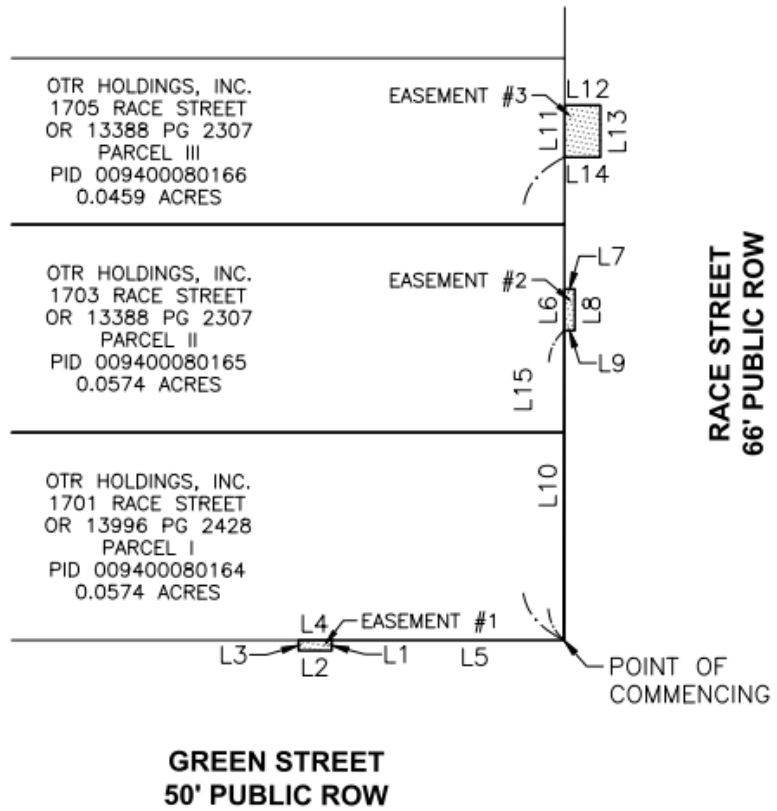 OTR HOLDINGS, INC.
1705 RACE STREET
OR 13388 PG 2307
PARCEL III
PID 009400080166
0.0459 ACRES
EASEMENT #3
L12
L11
L13
L14
OTR HOLDINGS, INC.
1703 RACE STREET
OR 13388 PG 2307
PARCEL II
PID 009400080165
0.0574 ACRES
EASEMENT #2
L7
L6
L8
L9
L15
RACE STREET
66' PUBLIC ROW
OTR HOLDINGS, INC.
1701 RACE STREET
OR 13996 PG 2428
PARCEL I
PID 009400080164
0.0574 ACRES
L10
L4
EASEMENT #1
L3
L2
L1
L5
POINT OF
COMMENCING
GREEN STREET
50' PUBLIC ROW